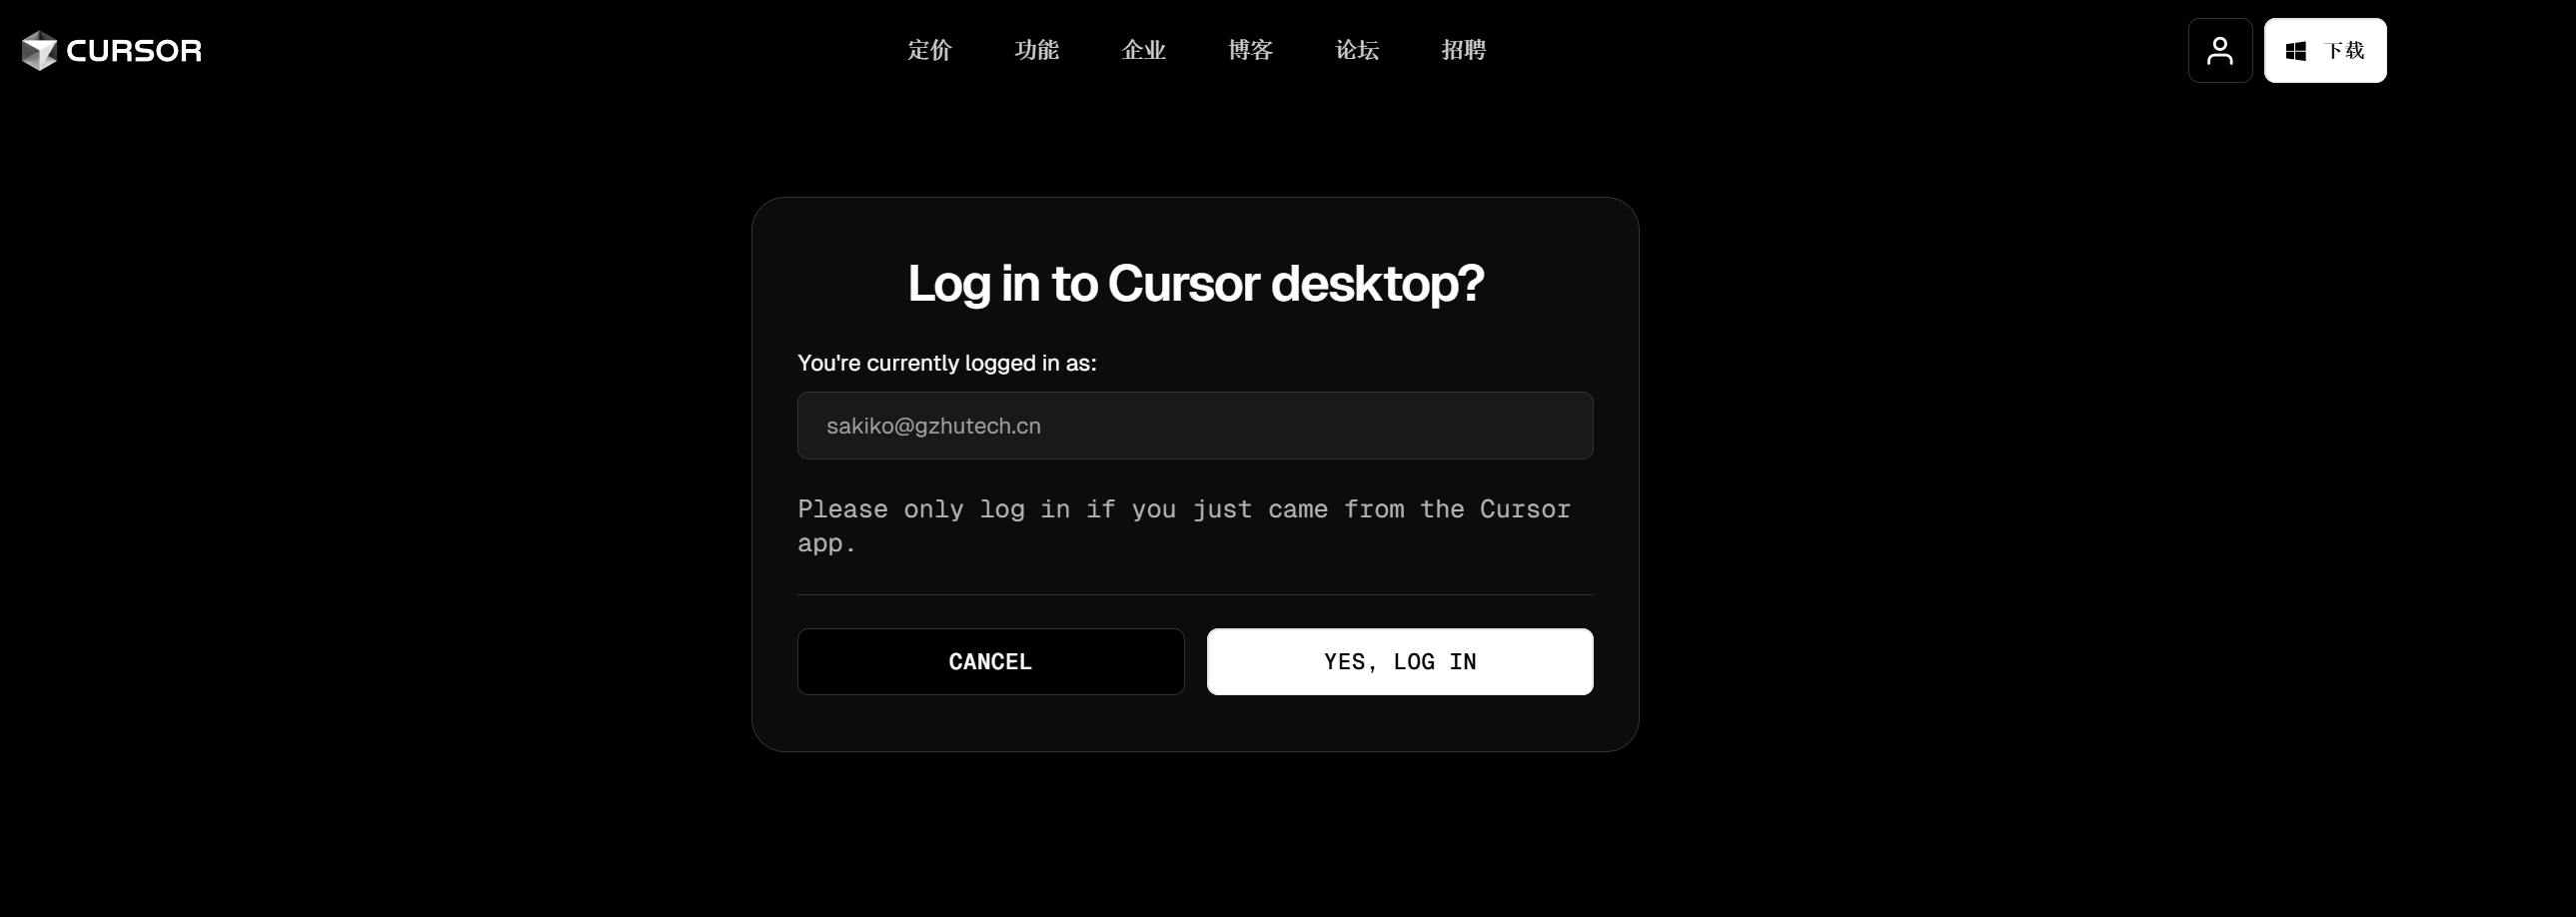 CURSOR
定价 功能 企业 博客 论坛 招聘
下载
Log in to Cursor desktop?
You're currently logged in as:
sakiko@gzhutech.cn
Please only log in if you just came from the Cursor
app.
CANCEL
YES, LOG IN